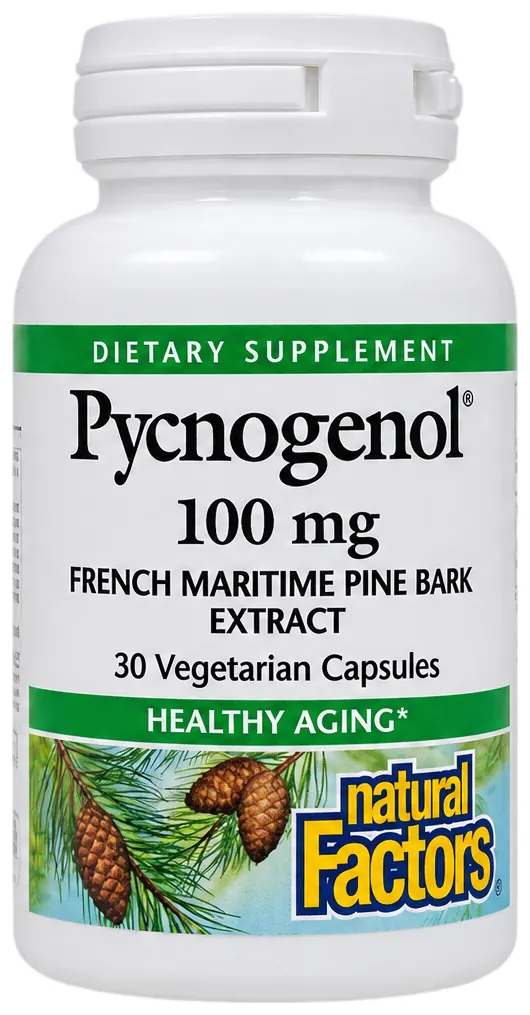 DIETARY SUPPLEMENT
Pycnogenol®
100 mg
FRENCH MARITIME PINE BARK
EXTRACT
30 Vegetarian Capsules
HEALTHY AGING*
natural
Factors®